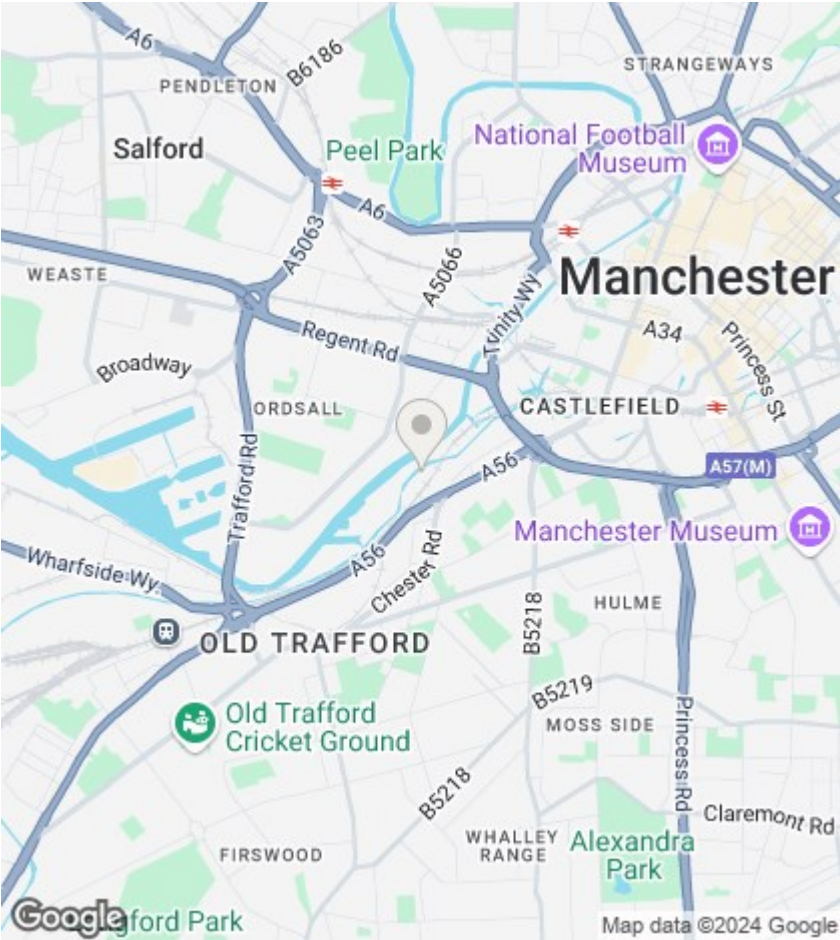 A6
B6186
STRANGEWAYS
PENDLETON
National Football
Museum
Salford
Peel Park
A6
A5063
A5066
WEASTE
Manchester
Trinity Wy
Regent Rd
A34
Princess St
Broadway
ORDSALL
CASTLEFIELD
Trafford Rd
A56
A57(M)
Manchester Museum
A56
Wharfside Wy
Chester Rd
B5218
HULME
OLD TRAFFORD
B5219
Old Trafford
Cricket Ground
MOSS SIDE
Princess Rd
B5218
Claremont Rd
WHALLEY
RANGE
Alexandra
Park
FIRSWOOD
Google
gford Park
Map data ©2024 Google